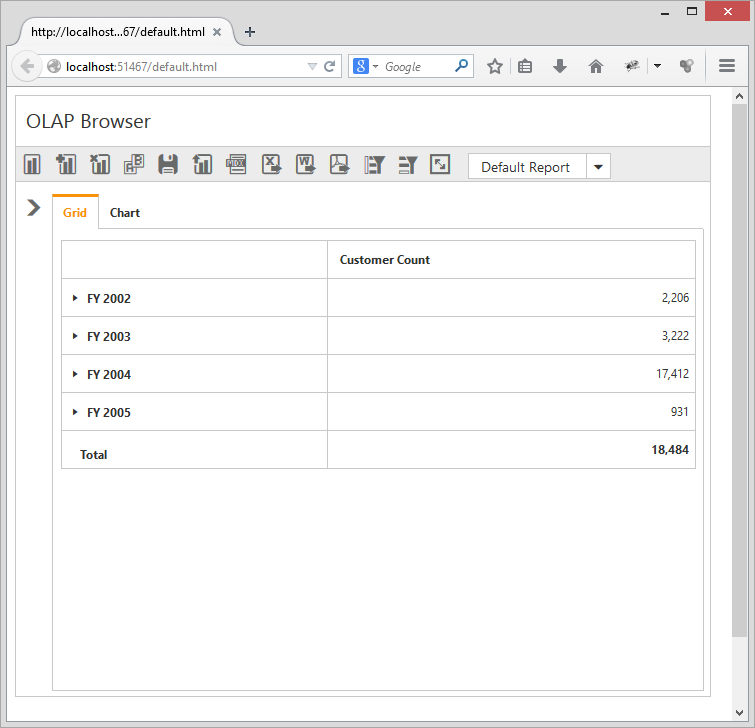 http://localhost...67/default.html
localhost:51467/default.html
Google
OLAP Browser
MDX
Default Report
Grid Chart
Customer Count
FY 2002 2,206
FY 2003 3,222
FY 2004 17,412
FY 2005 931
Total 18,484